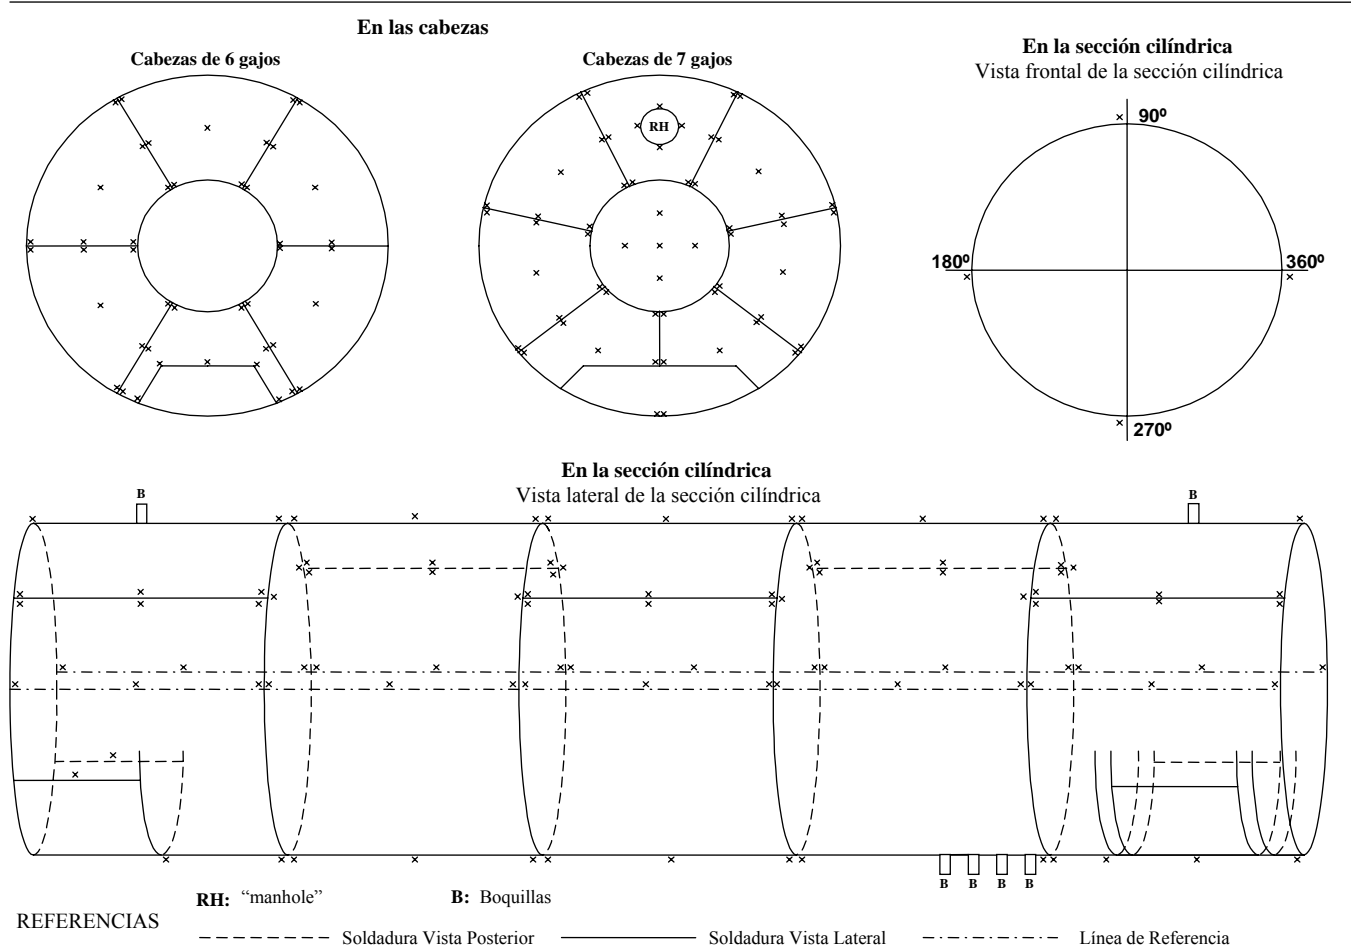 En las cabezas
Cabezas de 6 gajos
Cabezas de 7 gajos
RH
En la sección cilíndrica
Vista frontal de la sección cilíndrica
90º
180º
360º
270º
En la sección cilíndrica
Vista lateral de la sección cilíndrica
B
B
B B B B
RH: “manhole”
B: Boquillas
REFERENCIAS
Soldadura Vista Posterior
Soldadura Vista Lateral
Línea de Referencia